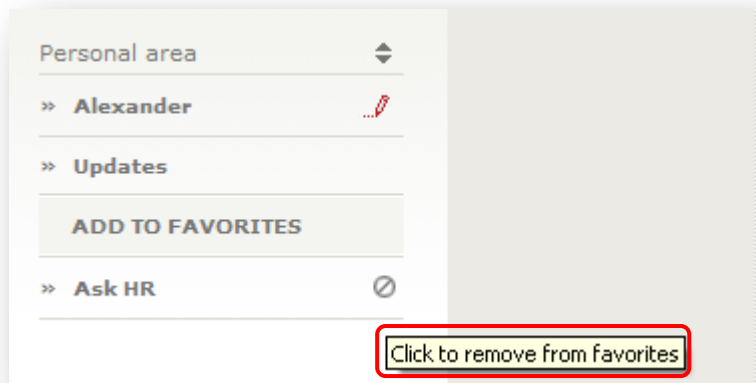 Personal area
» Alexander
» Updates
ADD TO FAVORITES
» Ask HR
Click to remove from favorites